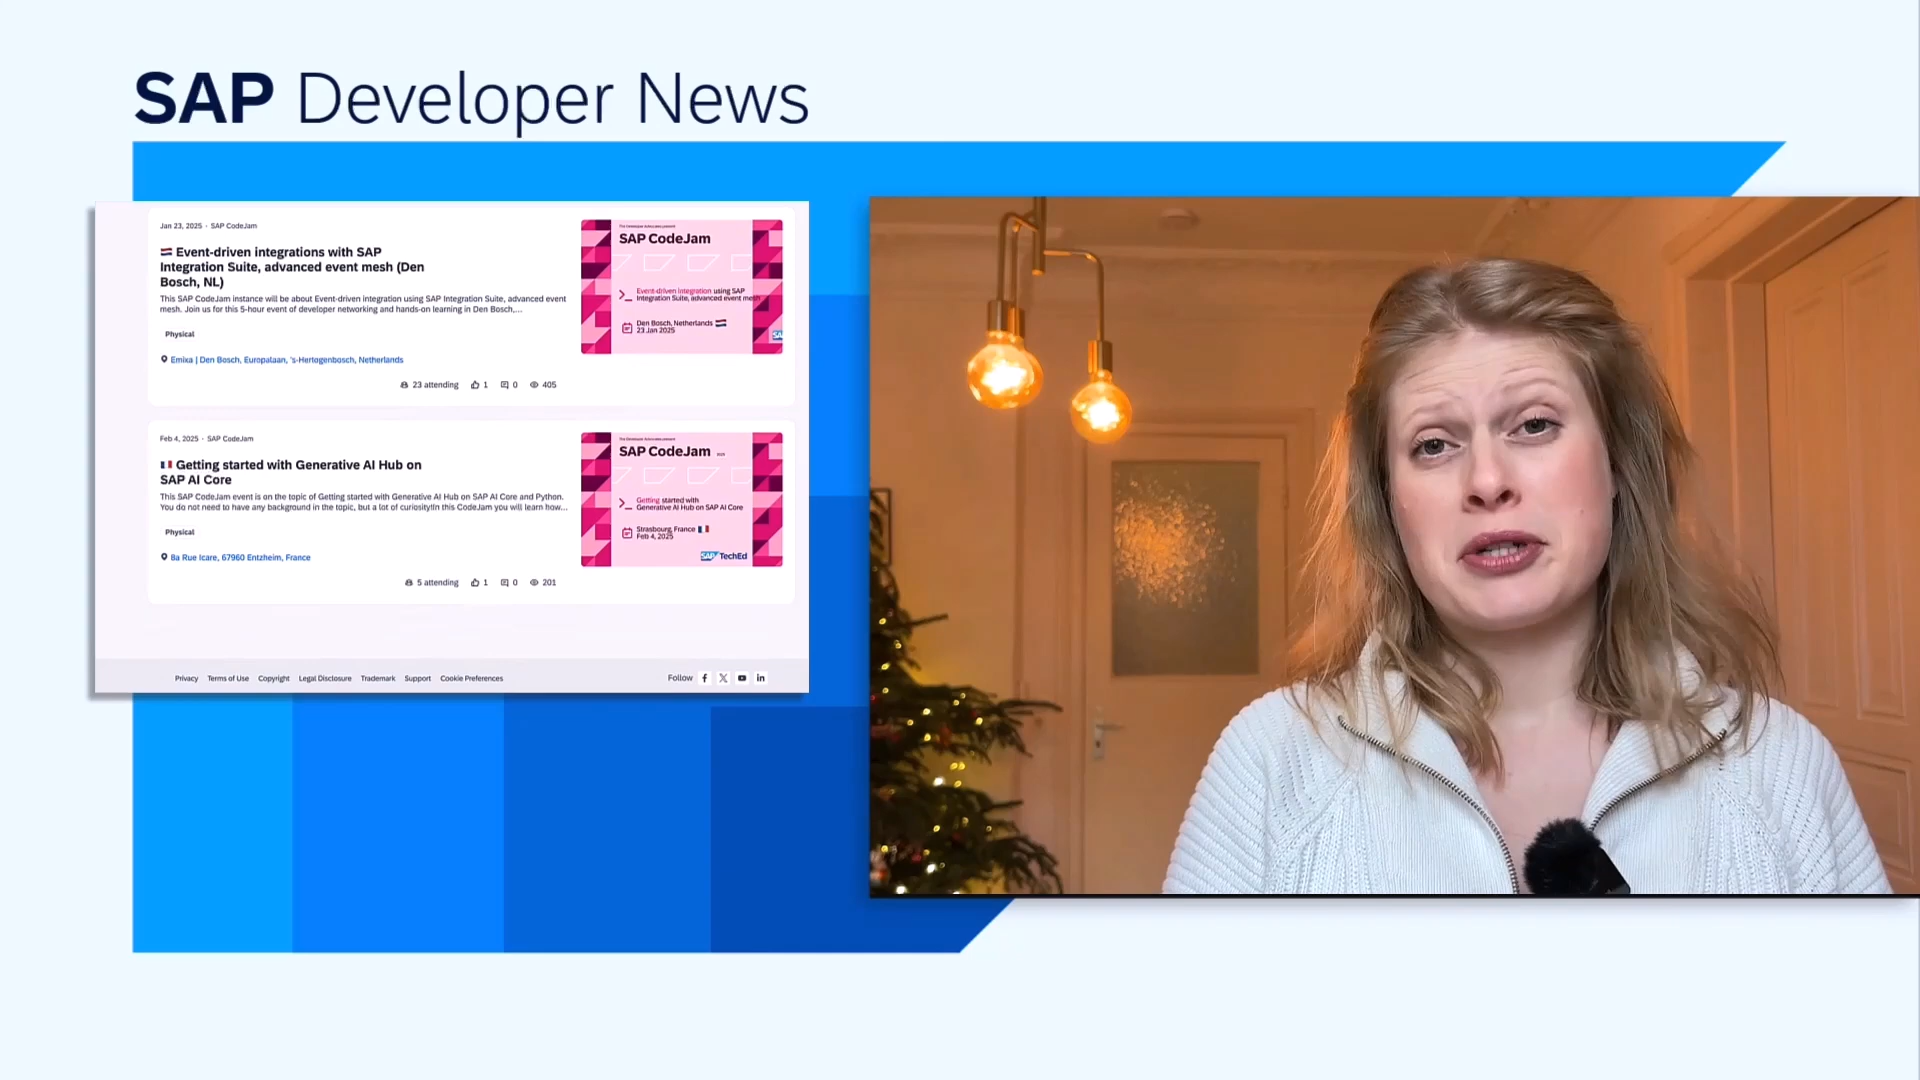 SAP Developer News
Jan 23, 2025 · SAP CodeJam
Event-driven integrations with SAP
Integration Suite, advanced event mesh (Den
Bosch, NL)
This SAP CodeJam instance will be about Event-driven integration using SAP Integration Suite, advanced event
mesh. Join us for this 5-hour event of developer networking and hands-on learning in Den Bosch,...
Physical
Emixa | Den Bosch, Europalaan, 's-Hertogenbosch, Netherlands
23 attending 1 0 405
SAP CodeJam
Event-driven integration using SAP
Integration Suite, advanced event mesh
Den Bosch, Netherlands
23 Jan 2025
SAP
Feb 4, 2025 · SAP CodeJam
Getting started with Generative AI Hub on
SAP AI Core
This SAP CodeJam event is on the topic of Getting started with Generative AI Hub on SAP AI Core and Python.
You do not need to have any background in the topic, but a lot of curiosity!In this CodeJam you will learn how...
Physical
8a Rue Icare, 67960 Entzheim, France
5 attending 1 0 201
SAP CodeJam
Getting started with
Generative AI Hub on SAP AI Core
Strasbourg, France
Feb 4, 2025
SAP TechEd
Privacy Terms of Use Copyright Legal Disclosure Trademark Support Cookie Preferences
Follow